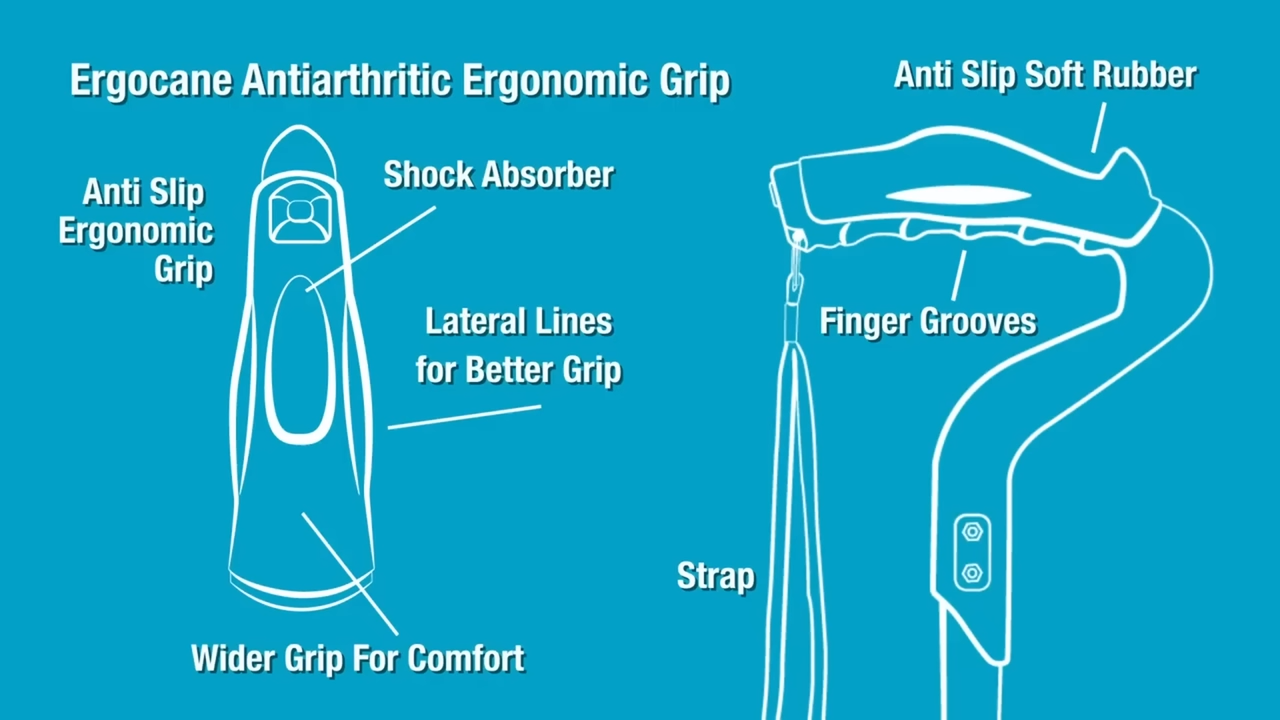 Ergocane Antiarthritic Ergonomic Grip
Anti Slip Soft Rubber
Shock Absorber
Anti Slip
Ergonomic
Grip
Lateral Lines
for Better Grip
Finger Grooves
Strap
Wider Grip For Comfort